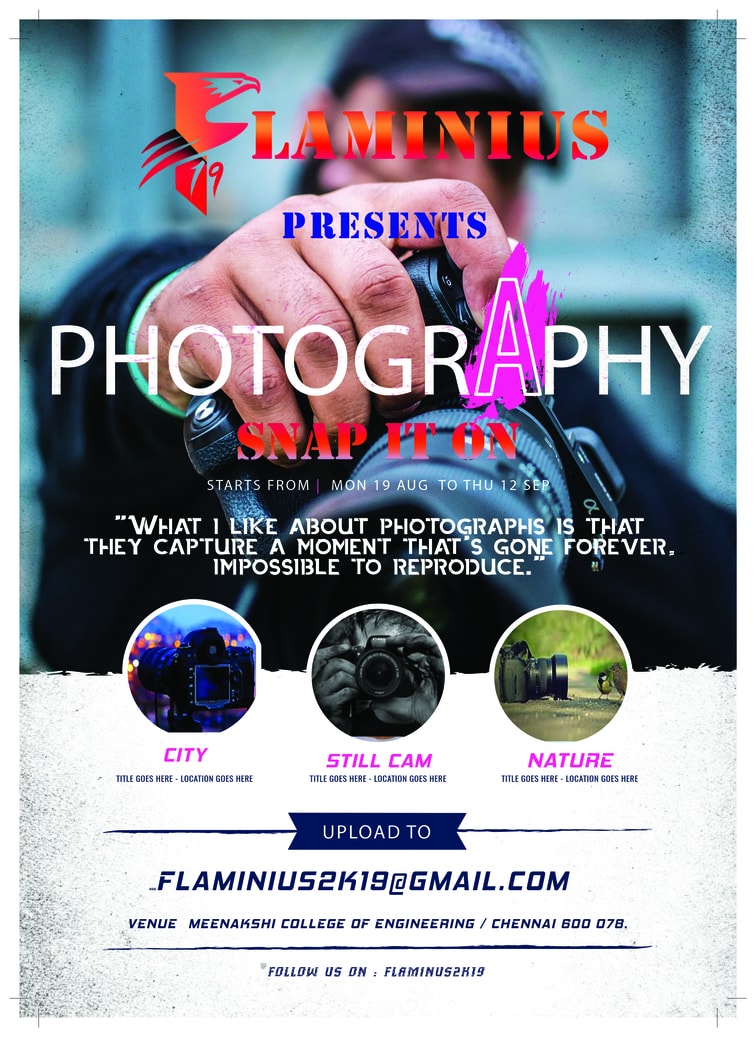 FLAMINIUS
19
PRESENTS
PHOTOGRAPHY
SNAP IT ON
STARTS FROM | MON 19 AUG TO THU 12 SEP
"WHAT I LIKE ABOUT PHOTOGRAPHS IS THAT
THEY CAPTURE A MOMENT THAT'S GONE FOREVER,
IMPOSSIBLE TO REPRODUCE."
CITY
STILL CAM
NATURE
TITLE GOES HERE - LOCATION GOES HERE
TITLE GOES HERE - LOCATION GOES HERE
TITLE GOES HERE - LOCATION GOES HERE
UPLOAD TO
FLAMINIUS2K19@GMAIL.COM
VENUE MEENAKSHI COLLEGE OF ENGINEERING / CHENNAI 600 078.
FOLLOW US ON : FLAMINUS2K19